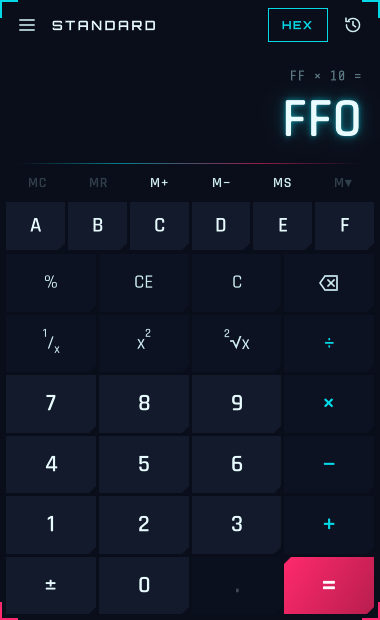 STANDARD HEX
FF × 10 =
FF0
MC MR M+ M− MS M▾
A B C D E F
% CE C
1/x x² ²√x ÷
7 8 9 ×
4 5 6 −
1 2 3 +
± 0 . =